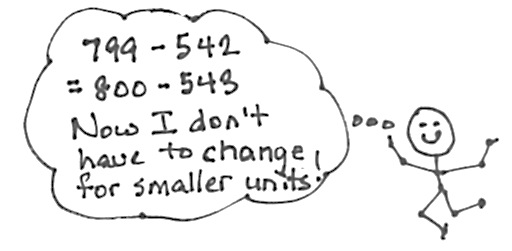 799 - 542
= 800 - 543
Now I don't
have to change
for smaller units!